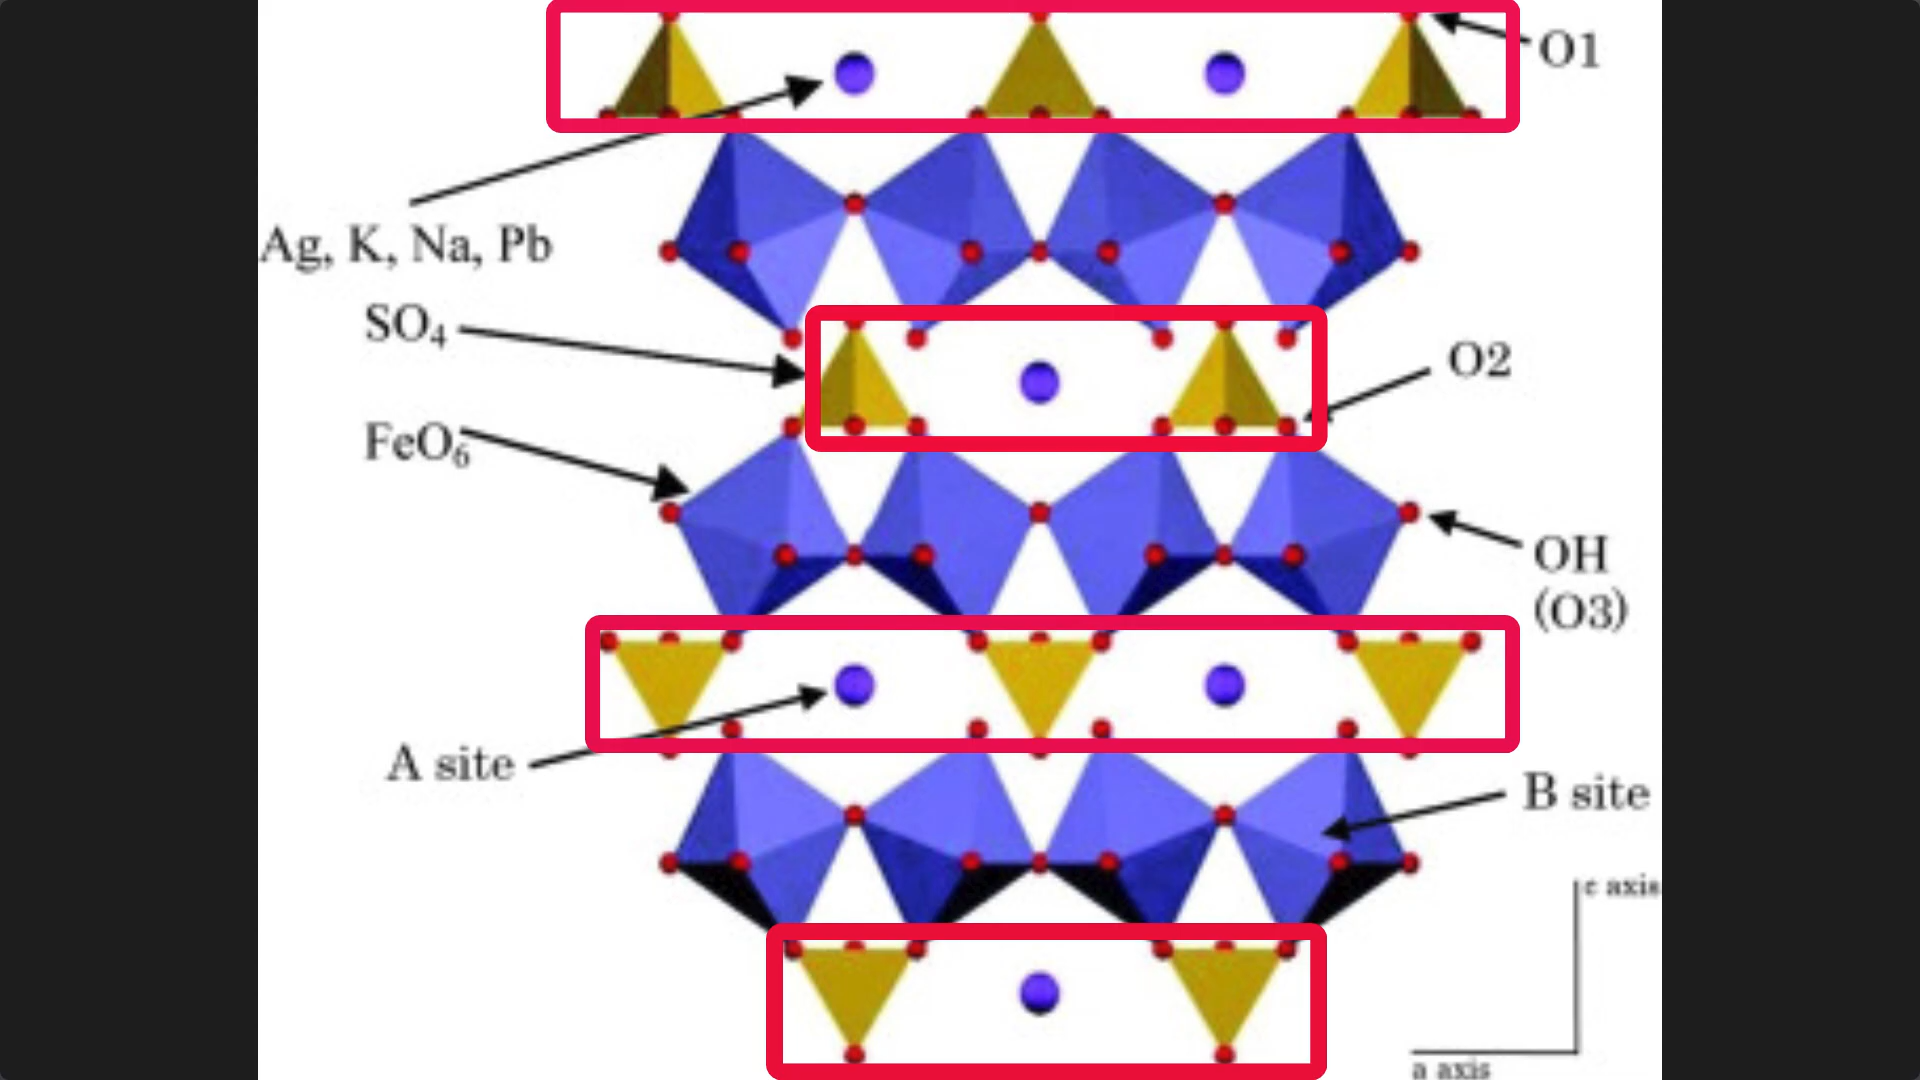 O1
Ag, K, Na, Pb
SO₄
O2
FeO₆
OH
(O3)
A site
B site
c axis
a axis